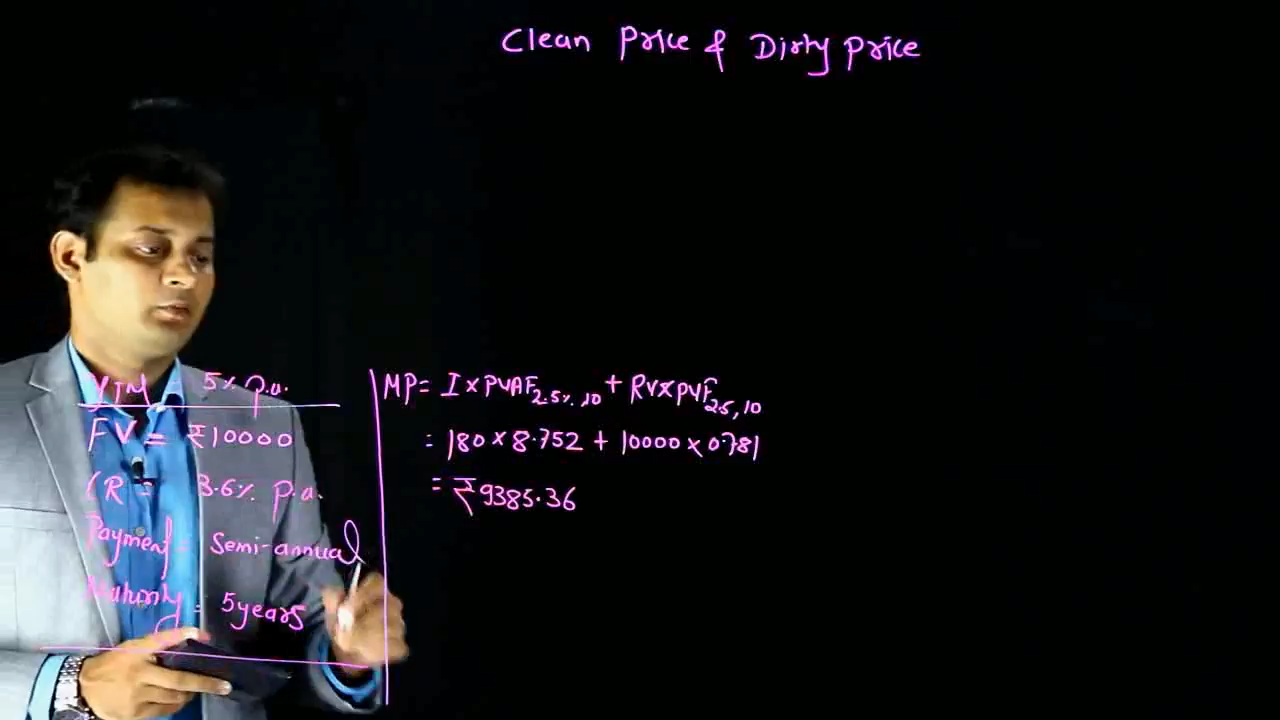 Clean Price & Dirty Price
YTM = 5% p.a.
FV = ₹10000
CR = 3.6% p.a.
Payment = Semi-annual
Maturity = 5years
MP = I × PVAF2.5%,10 + RV×PVF2.5,10
= 180 × 8.752 + 10000 × 0.781
= ₹9385.36